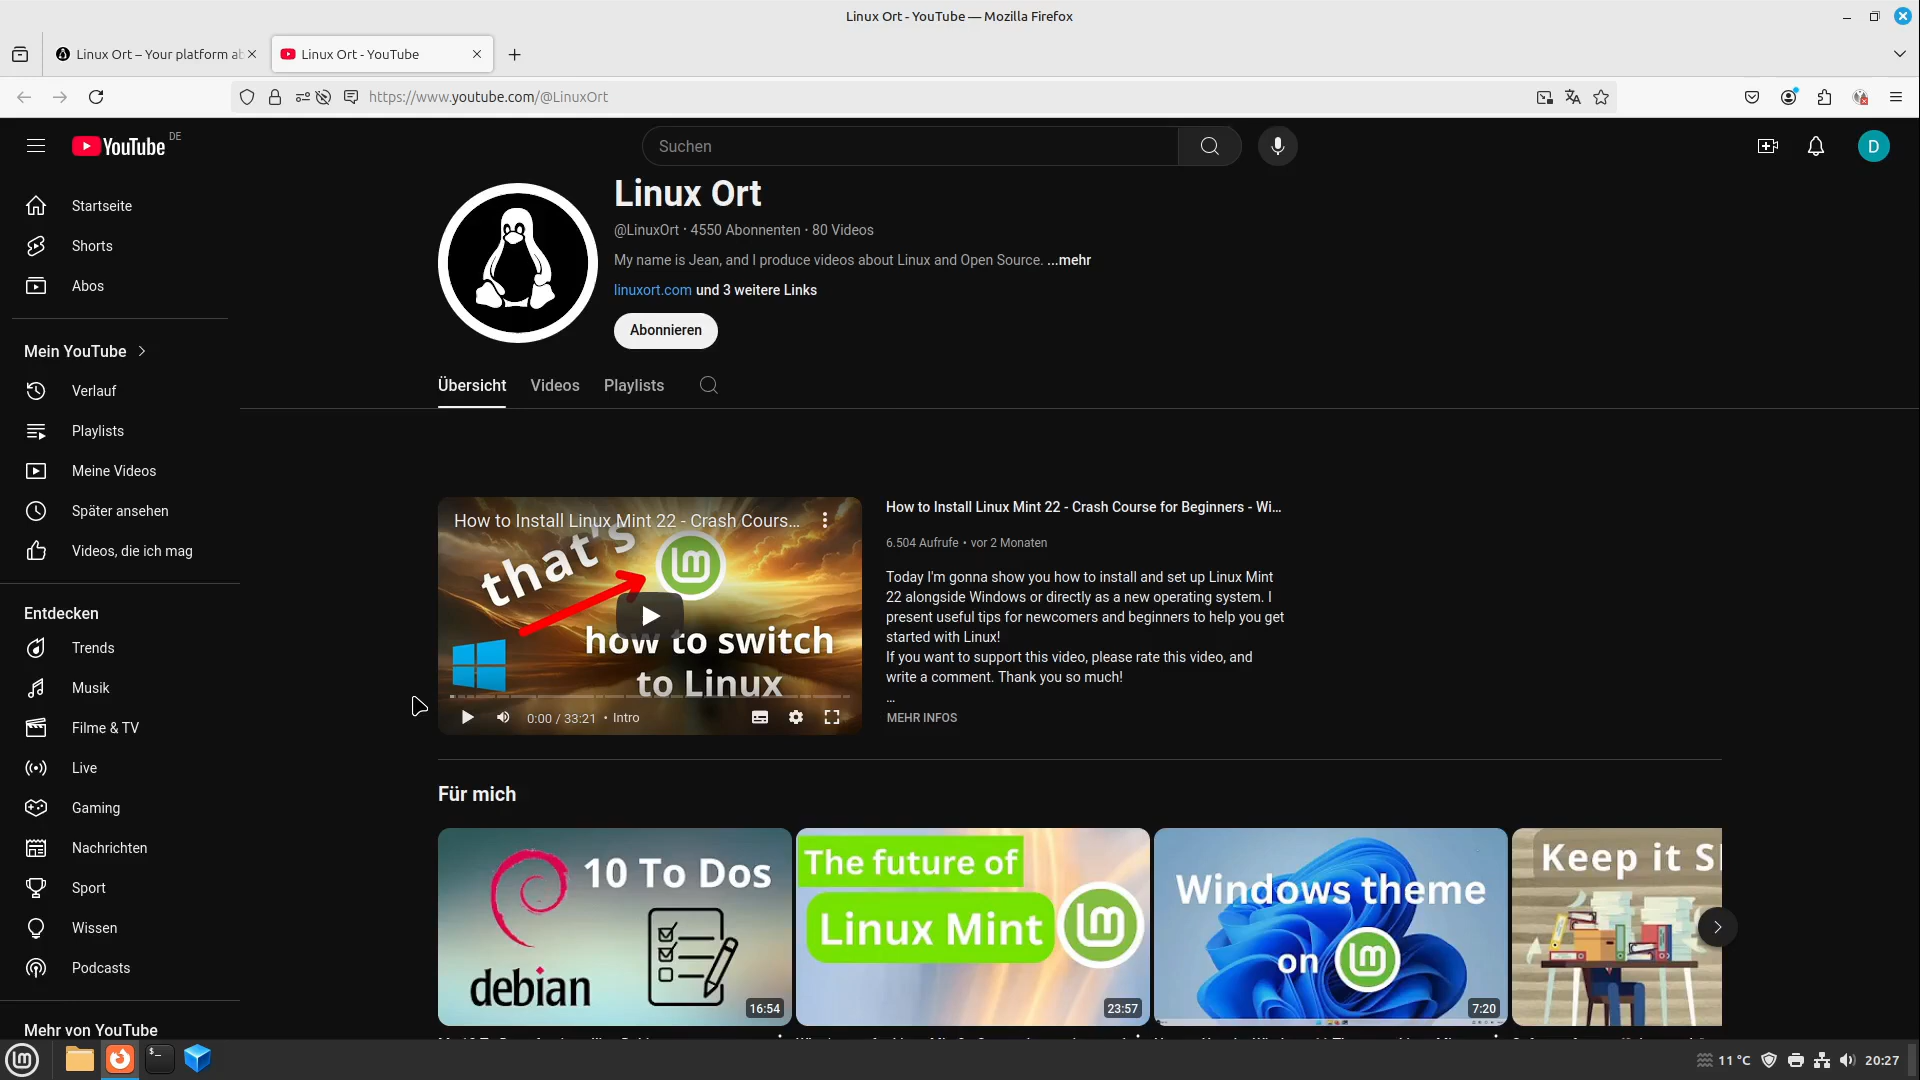 Linux Ort - YouTube — Mozilla Firefox
Linux Ort – Your platform ab
Linux Ort - YouTube
https://www.youtube.com/@LinuxOrt
YouTube DE
Suchen
D
Startseite
Shorts
Abos
Mein YouTube
Verlauf
Playlists
Meine Videos
Später ansehen
Videos, die ich mag
Entdecken
Trends
Musik
Filme & TV
Live
Gaming
Nachrichten
Sport
Wissen
Podcasts
Mehr von YouTube
Linux Ort
@LinuxOrt · 4550 Abonnenten · 80 Videos
My name is Jean, and I produce videos about Linux and Open Source. ...mehr
linuxort.com und 3 weitere Links
Abonnieren
Übersicht
Videos
Playlists
How to Install Linux Mint 22 - Crash Cours...
that's
how to switch
to Linux
0:00 / 33:21 • Intro
How to Install Linux Mint 22 - Crash Course for Beginners - Wi...
6.504 Aufrufe • vor 2 Monaten
Today I'm gonna show you how to install and set up Linux Mint
22 alongside Windows or directly as a new operating system. I
present useful tips for newcomers and beginners to help you get
started with Linux!
If you want to support this video, please rate this video, and
write a comment. Thank you so much!
...
MEHR INFOS
Für mich
10 To Dos
debian
16:54
The future of
Linux Mint
23:57
Windows theme
on
7:20
Keep it S
11 °C
20:27